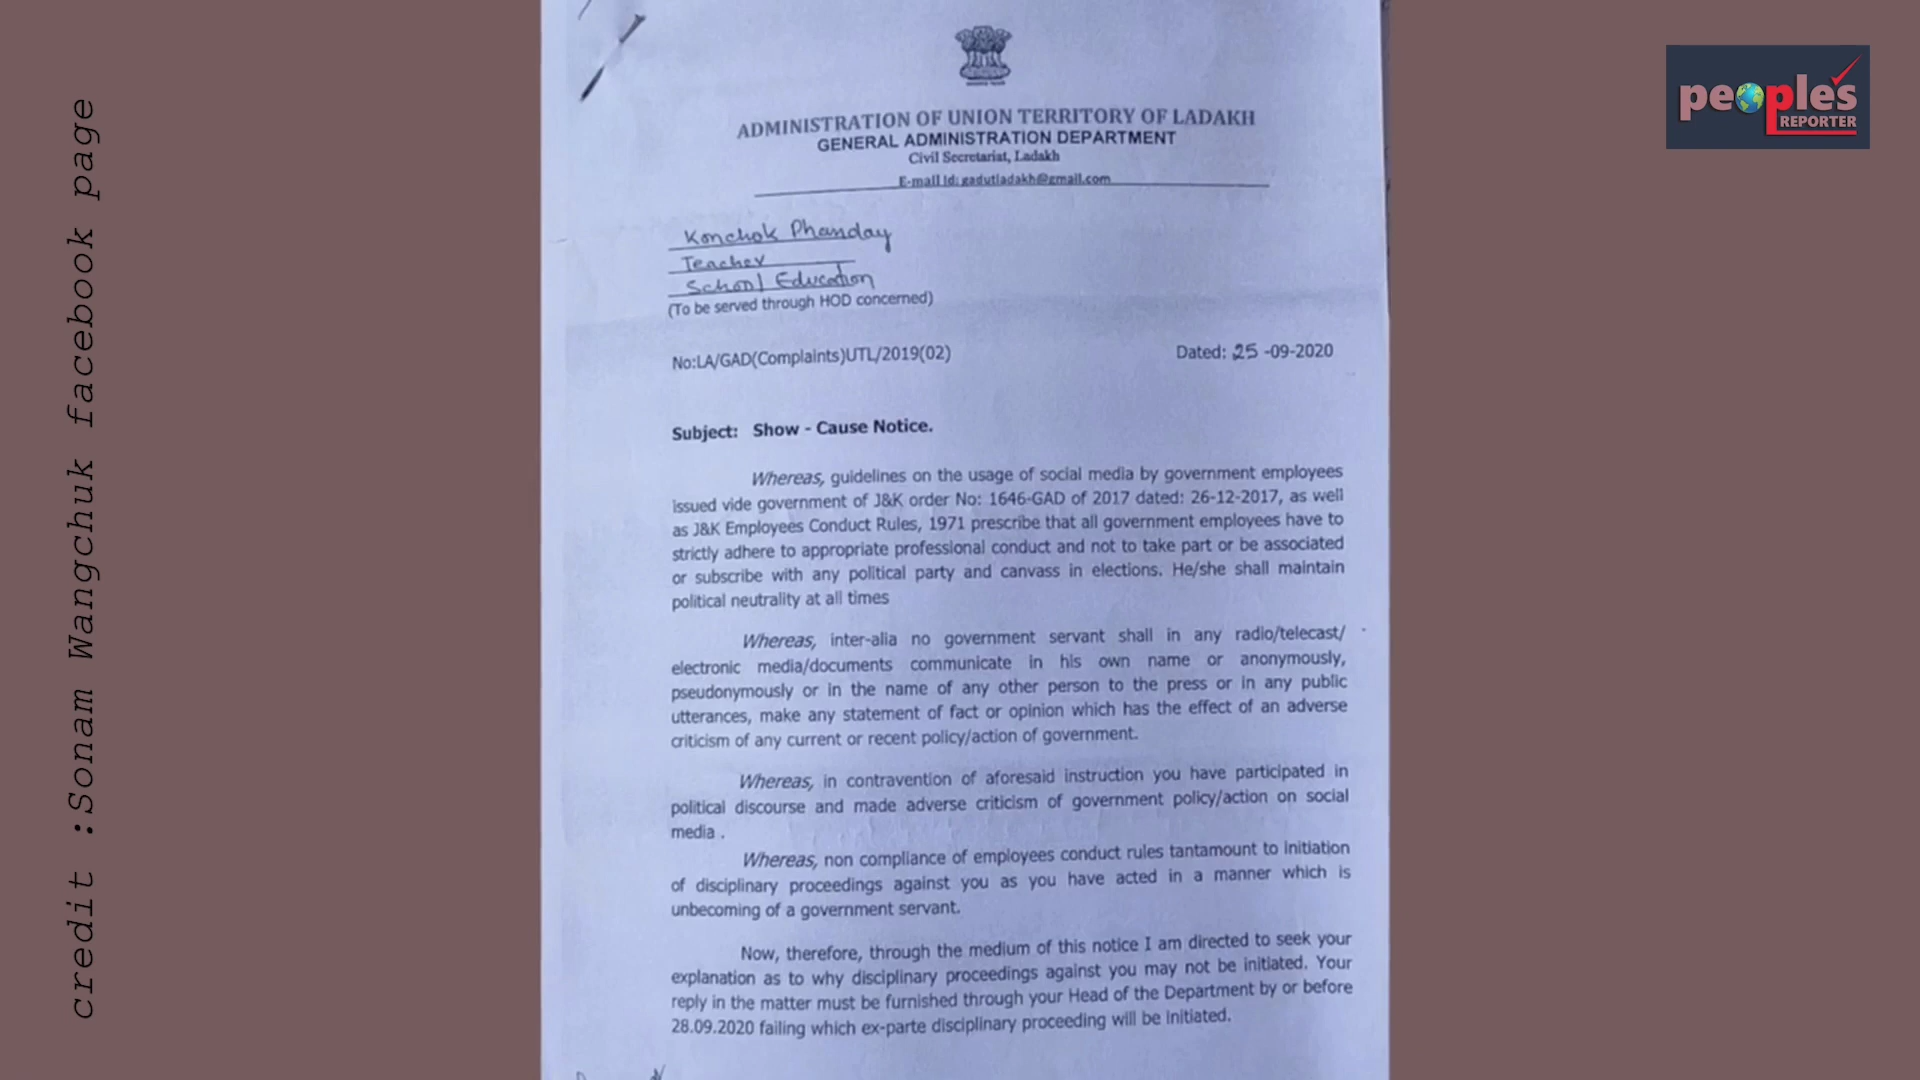 credit :Sonam Wangchuk facebook page
peoples
REPORTER
ADMINISTRATION OF UNION TERRITORY OF LADAKH
GENERAL ADMINISTRATION DEPARTMENT
Civil Secretariat, Ladakh
E-mail Id: gadutladakh@gmail.com
Konchok Phanday
Teacher
School Education
(To be served through HOD concerned)
No:LA/GAD(Complaints)UTL/2019(02) Dated: 25 -09-2020
Subject: Show - Cause Notice.
Whereas, guidelines on the usage of social media by government employees
issued vide government of J&K order No: 1646-GAD of 2017 dated: 26-12-2017, as well
as J&K Employees Conduct Rules, 1971 prescribe that all government employees have to
strictly adhere to appropriate professional conduct and not to take part or be associated
or subscribe with any political party and canvass in elections. He/she shall maintain
political neutrality at all times
Whereas, inter-alia no government servant shall in any radio/telecast/
electronic media/documents communicate in his own name or anonymously,
pseudonymously or in the name of any other person to the press or in any public
utterances, make any statement of fact or opinion which has the effect of an adverse
criticism of any current or recent policy/action of government.
Whereas, in contravention of aforesaid instruction you have participated in
political discourse and made adverse criticism of government policy/action on social
media .
Whereas, non compliance of employees conduct rules tantamount to initiation
of disciplinary proceedings against you as you have acted in a manner which is
unbecoming of a government servant.
Now, therefore, through the medium of this notice I am directed to seek your
explanation as to why disciplinary proceedings against you may not be initiated. Your
reply in the matter must be furnished through your Head of the Department by or before
28.09.2020 failing which ex-parte disciplinary proceeding will be initiated.